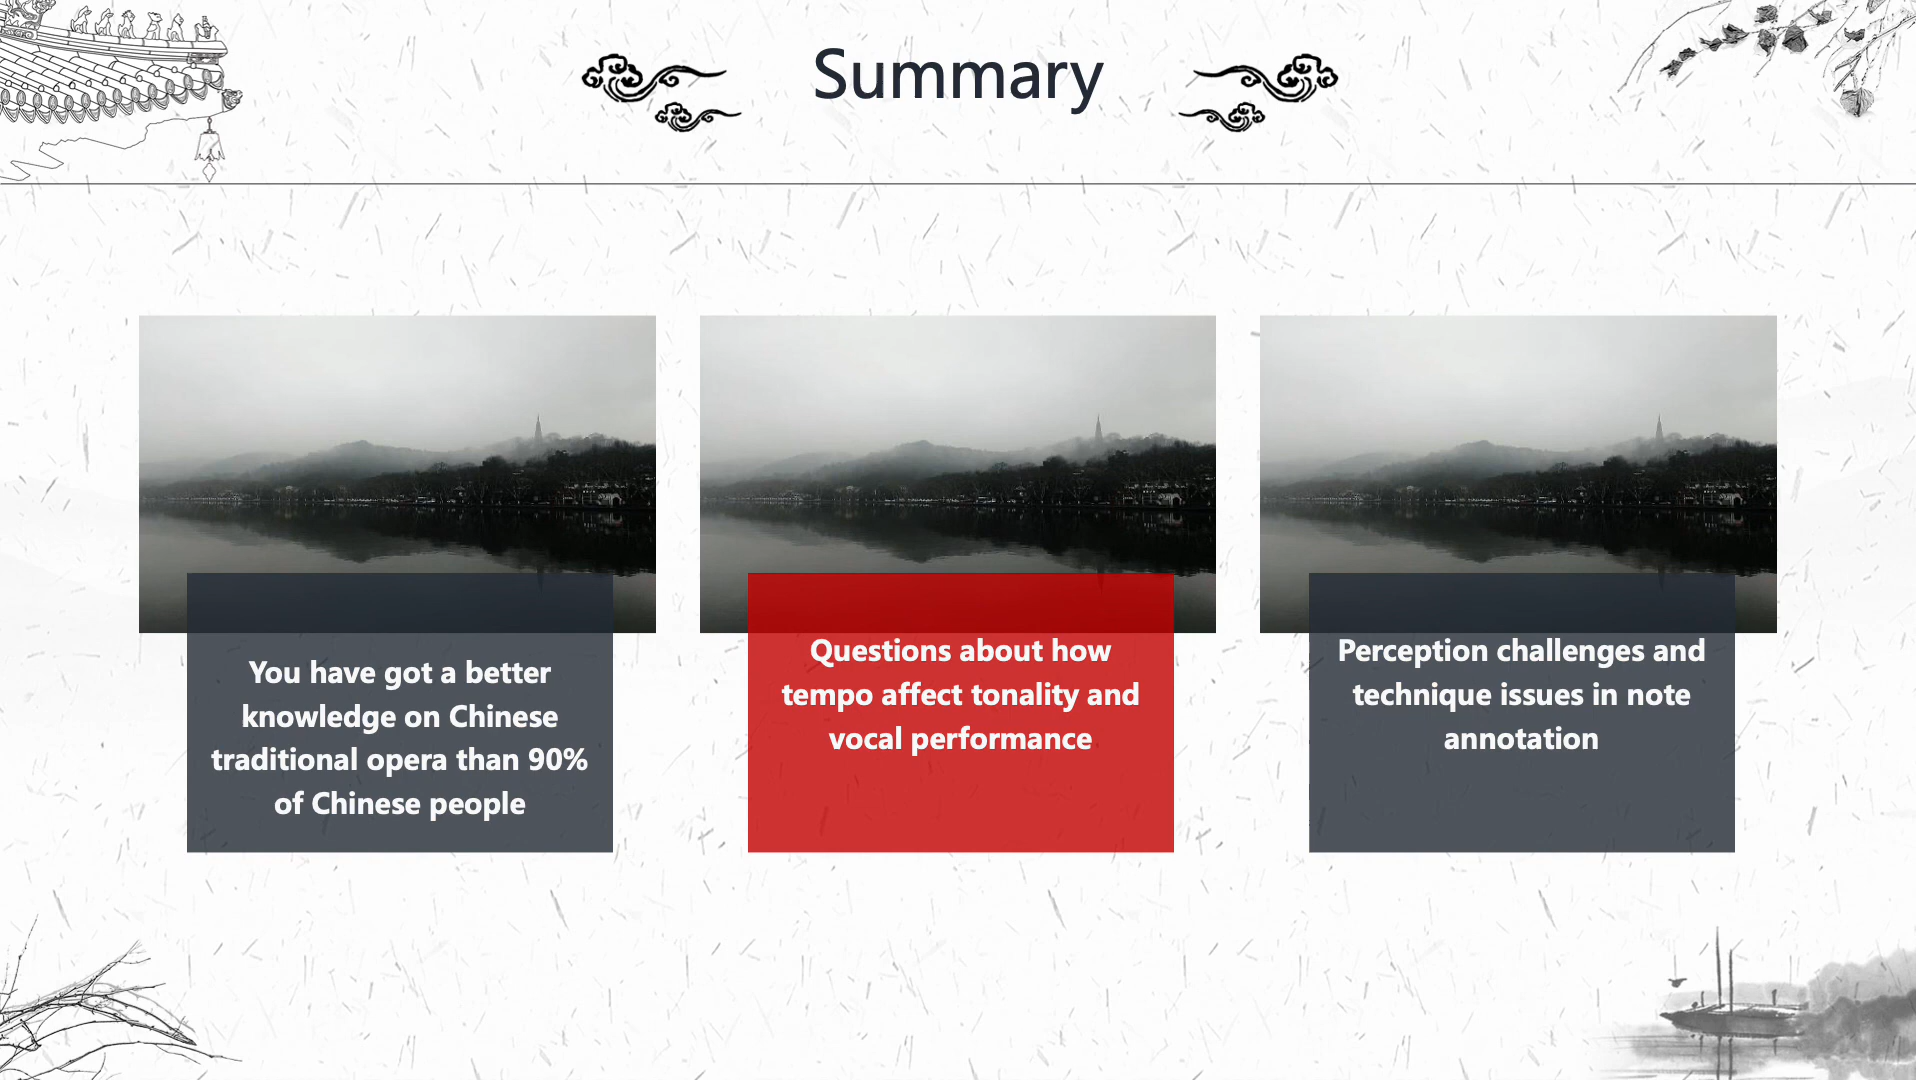 Summary
You have got a better
knowledge on Chinese
traditional opera than 90%
of Chinese people
Questions about how
tempo affect tonality and
vocal performance
Perception challenges and
technique issues in note
annotation